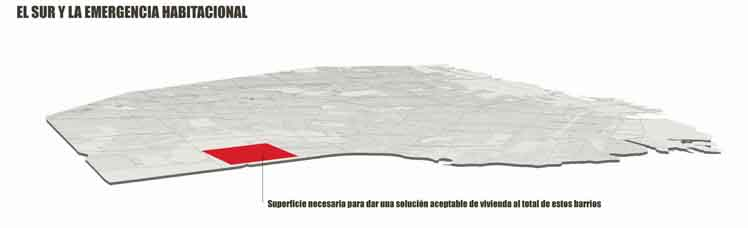 EL SUR Y LA EMERGENCIA HABITACIONAL
Superficie necesaria para dar una solución aceptable de vivienda al total de estos barrios